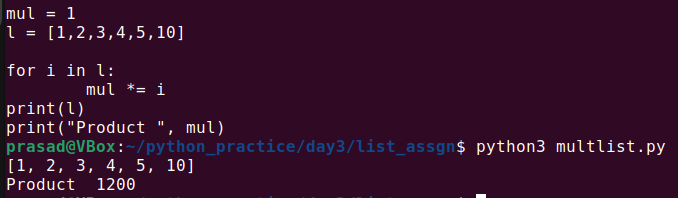 mul = 1
l = [1,2,3,4,5,10]
for i in l:
        mul *= i
print(l)
print("Product ", mul)
prasad@VBox:~/python_practice/day3/list_assgn$ python3 multlist.py
[1, 2, 3, 4, 5, 10]
Product  1200